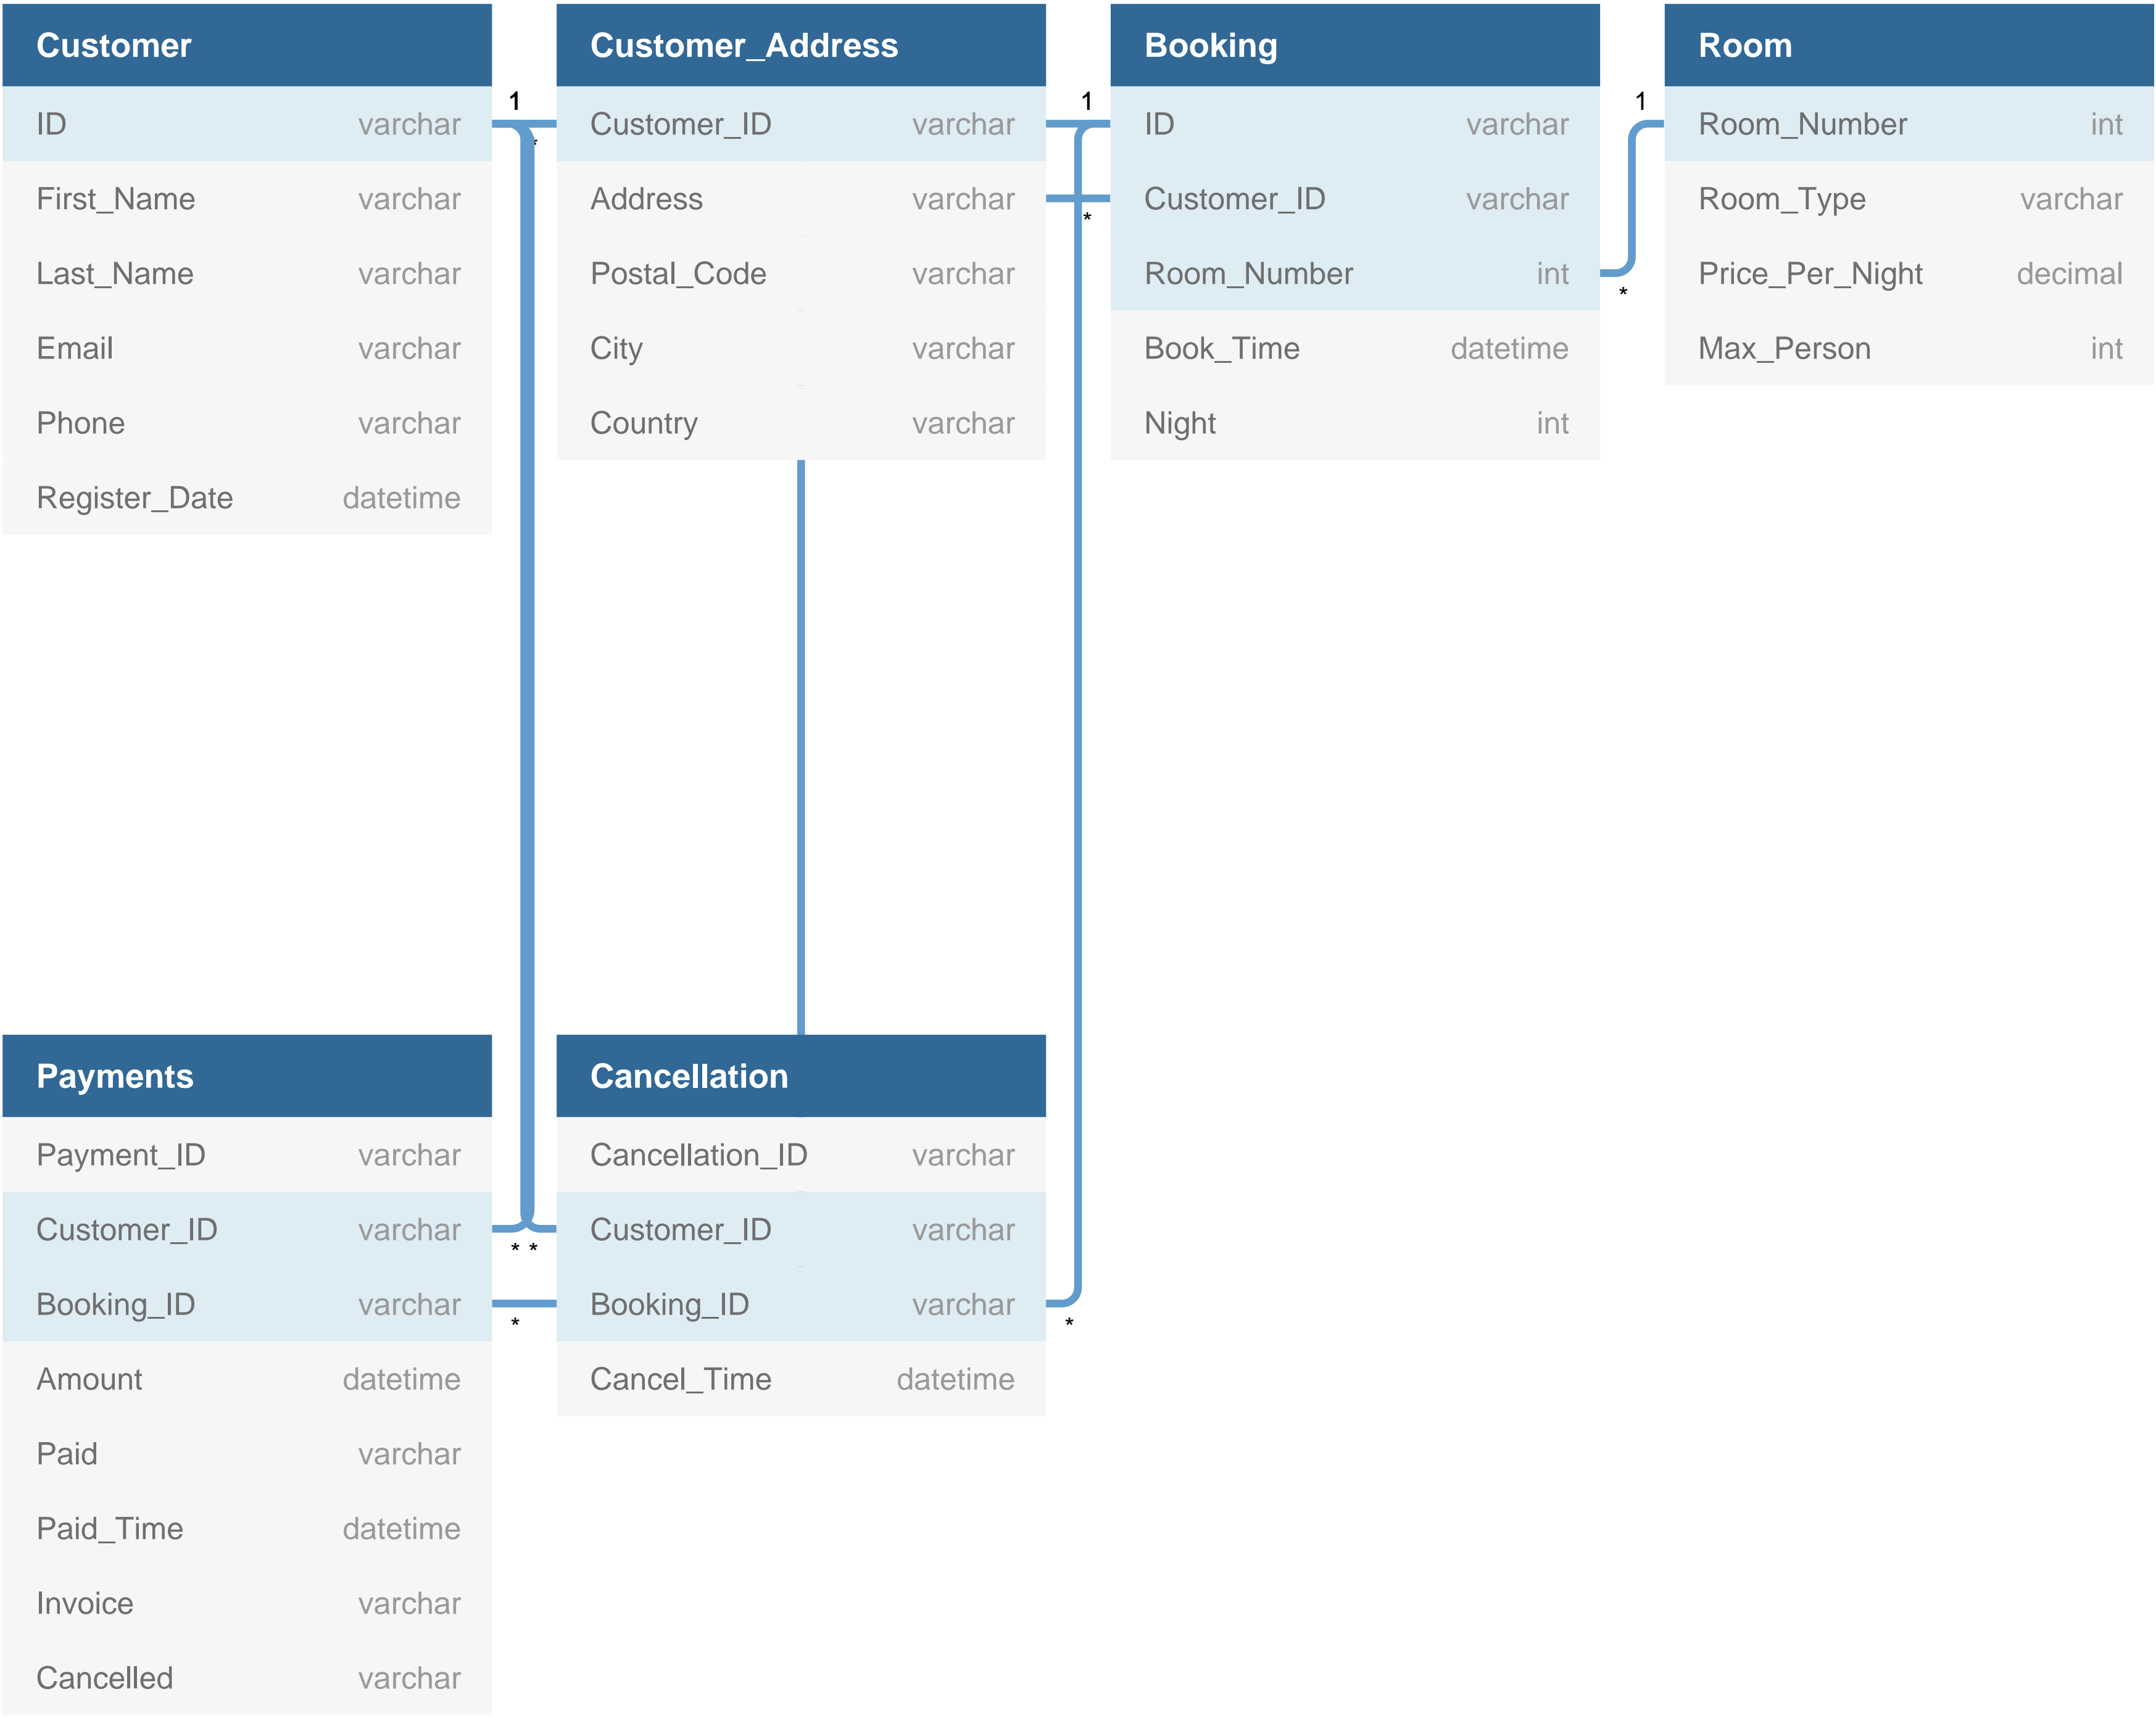 Customer
ID varchar
First_Name varchar
Last_Name varchar
Email varchar
Phone varchar
Register_Date datetime
1
*
Customer_Address
Customer_ID varchar
Address varchar
Postal_Code varchar
City varchar
Country varchar
1
*
Booking
ID varchar
Customer_ID varchar
Room_Number int
Book_Time datetime
Night int
1
*
Room
Room_Number int
Room_Type varchar
Price_Per_Night decimal
Max_Person int
Payments
Payment_ID varchar
Customer_ID varchar
Booking_ID varchar
Amount datetime
Paid varchar
Paid_Time datetime
Invoice varchar
Cancelled varchar
* *
*
Cancellation
Cancellation_ID varchar
Customer_ID varchar
Booking_ID varchar
Cancel_Time datetime
*